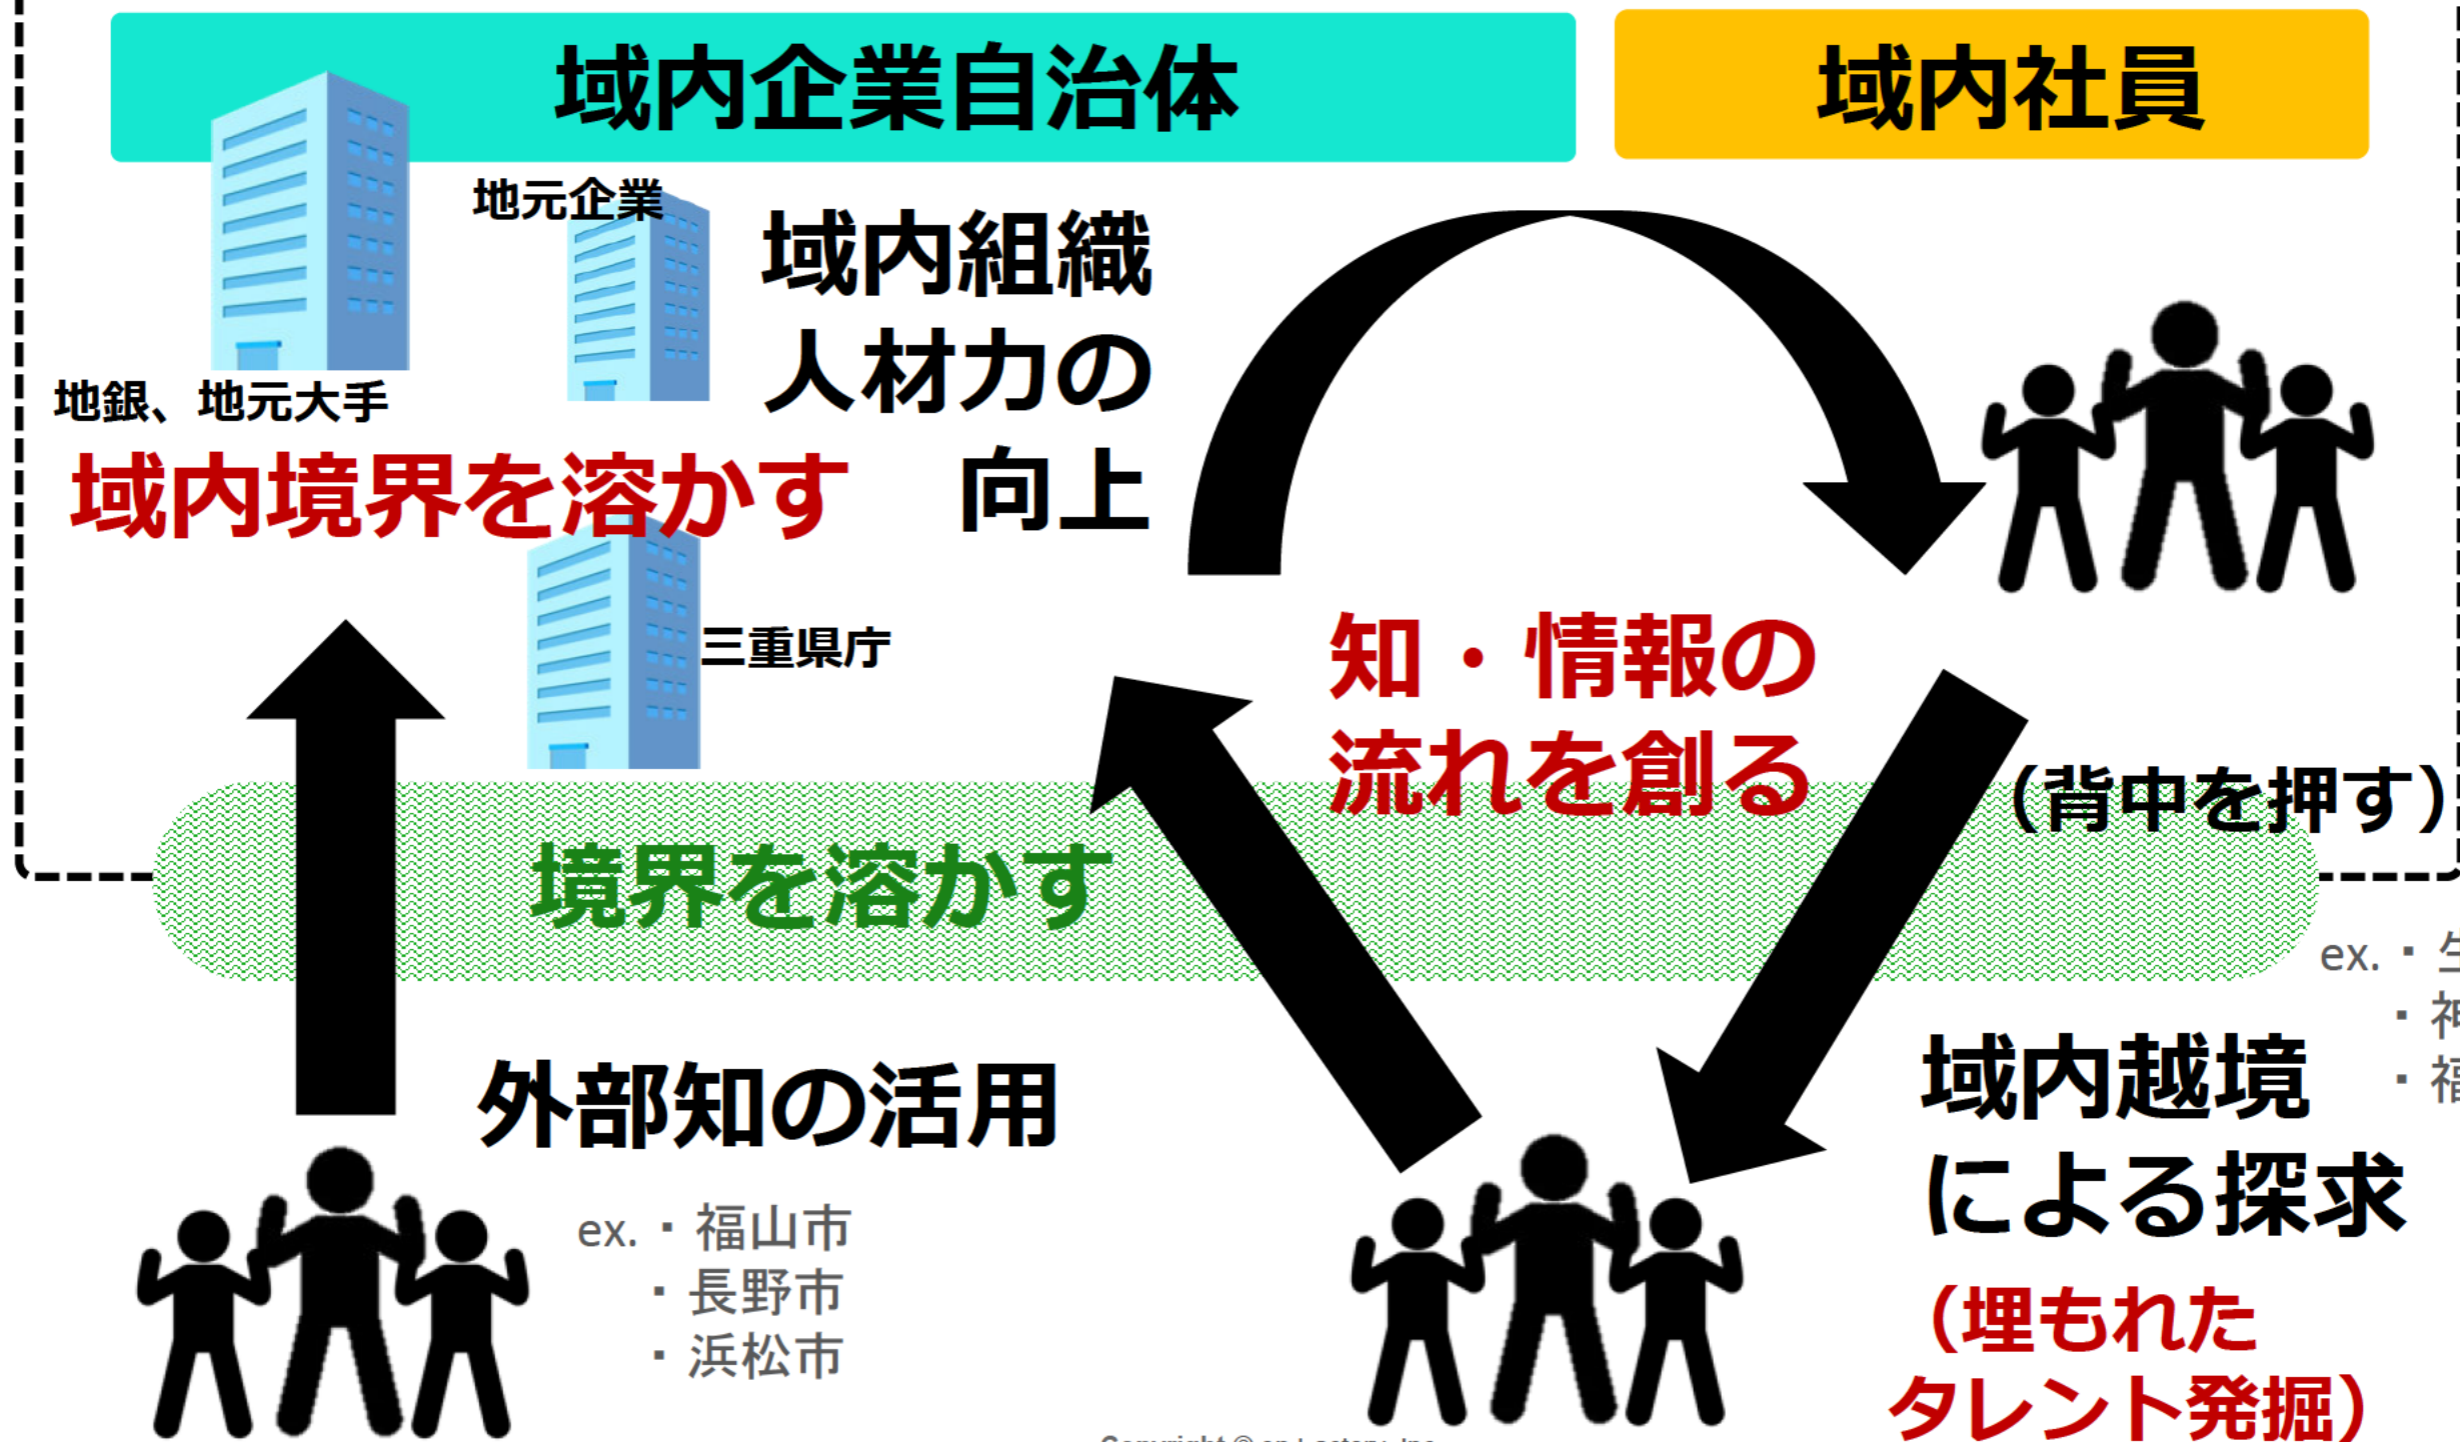 域内企業自治体
域内社員
地元企業
域内組織
人材力の
向上
地銀、地元大手
域内境界を溶かす
三重県庁
知・情報の
流れを創る
（背中を押す）
境界を溶かす
ex.・
外部知の活用
域内越境
による探求
ex.・福山市
・長野市
・浜松市
（埋もれた
タレント発掘）
Copyright ©